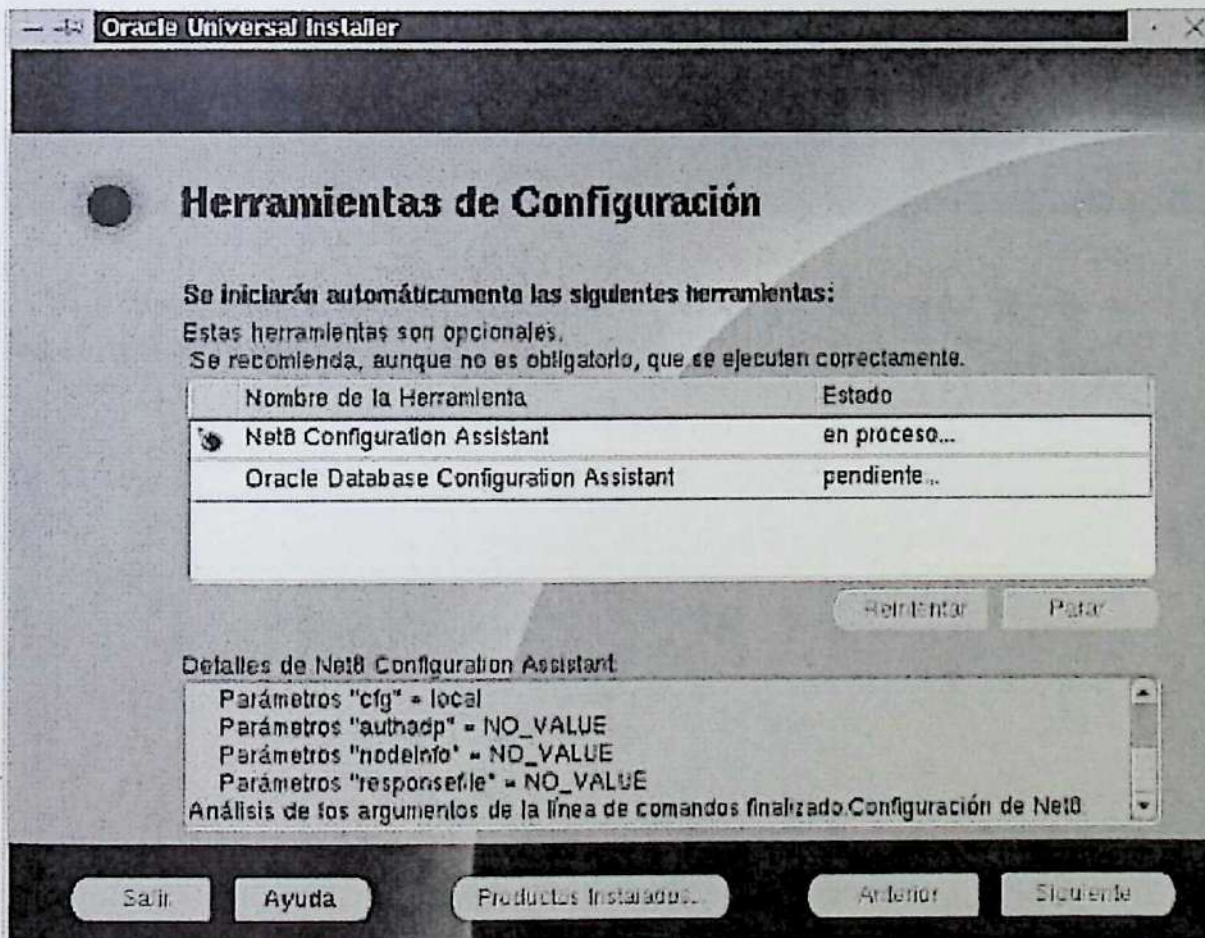 Oracle Universal Installer
Herramientas de Configuración
Se iniciarán automáticamente las siguientes herramientas:
Estas herramientas son opcionales.
Se recomienda, aunque no es obligatorio, que se ejecuten correctamente.
Nombre de la Herramienta Estado
Net8 Configuration Assistant en proceso...
Oracle Database Configuration Assistant pendiente...
Reintentar Parar
Detalles de Net8 Configuration Assistant
Parámetros "cfg" = local
Parámetros "authadp" = NO_VALUE
Parámetros "nodeinfo" = NO_VALUE
Parámetros "responsefile" = NO_VALUE
Análisis de los argumentos de la línea de comandos finalizado.Configuración de Net8
Salir Ayuda Productos Instalados... Anterior Siguiente